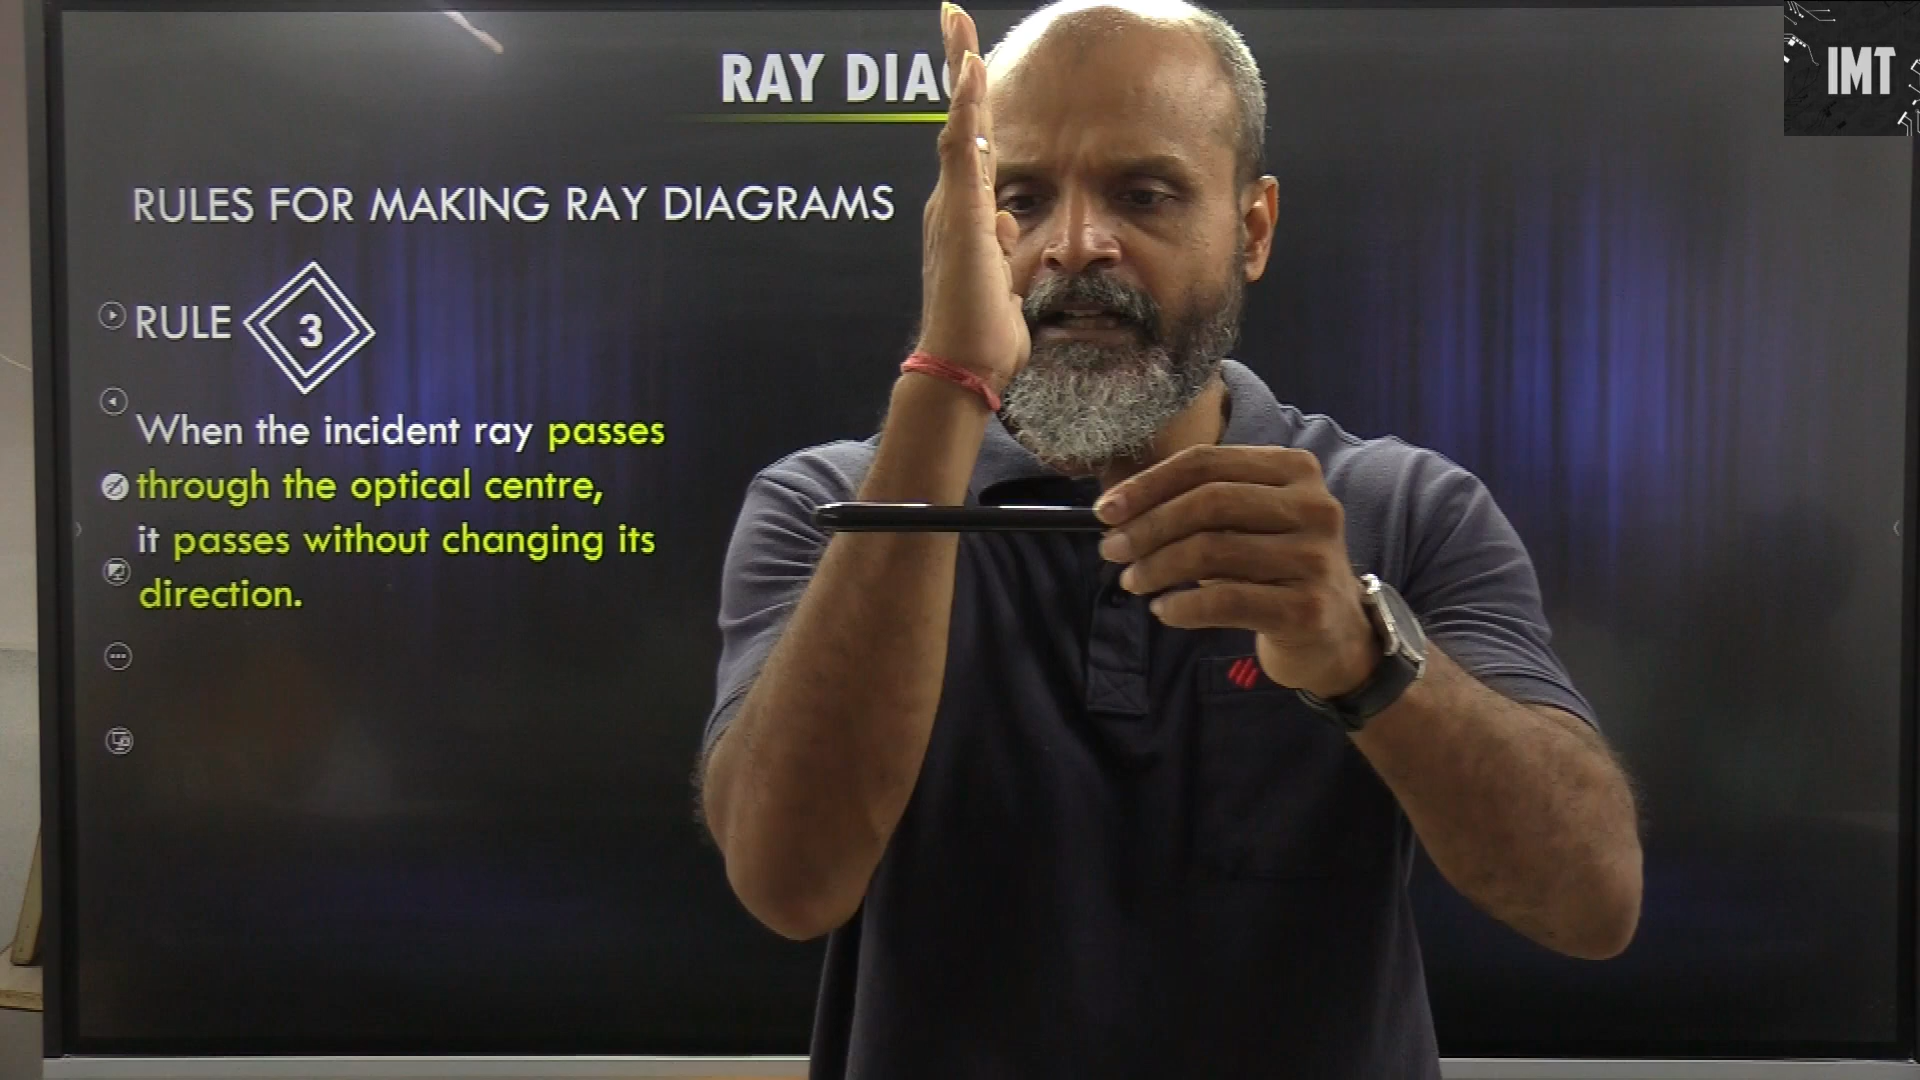 RAY DIAG
IMT
RULES FOR MAKING RAY DIAGRAMS
RULE 3
When the incident ray passes
through the optical centre,
it passes without changing its
direction.